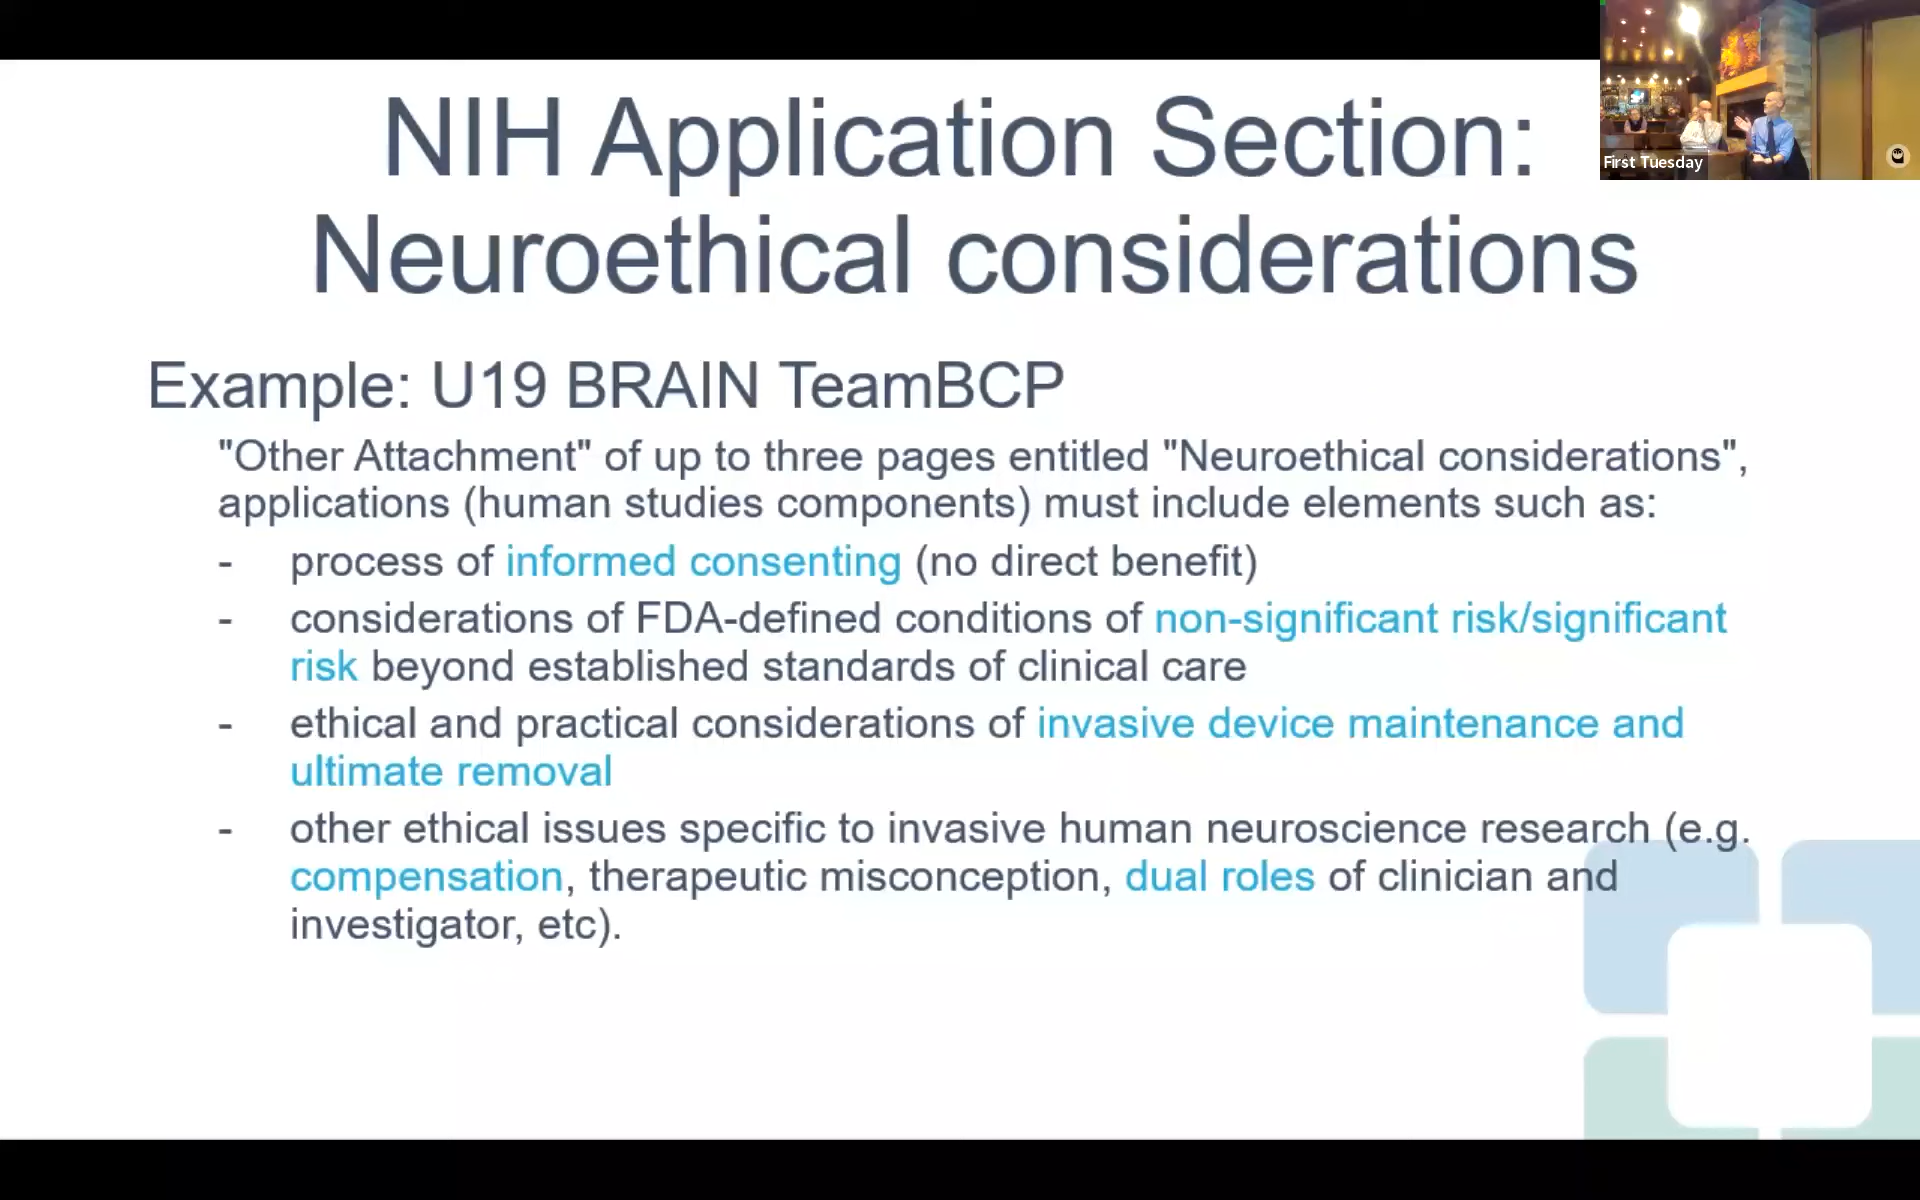 NIH Application Section:
Neuroethical considerations
First Tuesday
Example: U19 BRAIN TeamBCP
"Other Attachment" of up to three pages entitled "Neuroethical considerations",
applications (human studies components) must include elements such as:
- process of informed consenting (no direct benefit)
- considerations of FDA-defined conditions of non-significant risk/significant
risk beyond established standards of clinical care
- ethical and practical considerations of invasive device maintenance and
ultimate removal
- other ethical issues specific to invasive human neuroscience research (e.g.
compensation, therapeutic misconception, dual roles of clinician and
investigator, etc).